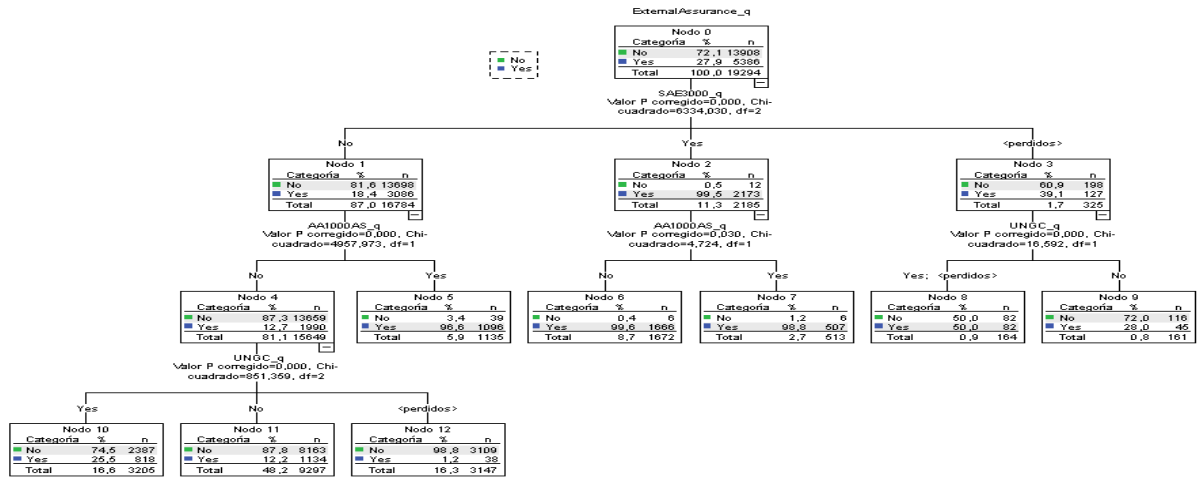 ExternalAssurance_q
No
Yes
Nodo 0
Categoría % n
No 72,1 13908
Yes 27,9 5386
Total 100,0 19294
SAE3000_q
Valor P corregido=0,000, Chi-
cuadrado=6334,030, df=2
No
Yes
<perdidos>
Nodo 1
Categoría % n
No 81,6 13698
Yes 18,4 3086
Total 87,0 16784
Nodo 2
Categoría % n
No 0,5 12
Yes 99,5 2173
Total 11,3 2185
Nodo 3
Categoría % n
No 60,9 198
Yes 39,1 127
Total 1,7 325
AA1000AS_q
Valor P corregido=0,000, Chi-
cuadrado=4957,973, df=1
AA1000AS_q
Valor P corregido=0,030, Chi-
cuadrado=4,724, df=1
UNGC_q
Valor P corregido=0,000, Chi-
cuadrado=16,592, df=1
No
Yes
No
Yes
Yes; <perdidos>
No
Nodo 4
Categoría % n
No 87,3 13659
Yes 12,7 1990
Total 81,1 15649
Nodo 5
Categoría % n
No 3,4 39
Yes 96,6 1096
Total 5,9 1135
Nodo 6
Categoría % n
No 0,4 6
Yes 99,6 1666
Total 8,7 1672
Nodo 7
Categoría % n
No 1,2 6
Yes 98,8 507
Total 2,7 513
Nodo 8
Categoría % n
No 50,0 82
Yes 50,0 82
Total 0,9 164
Nodo 9
Categoría % n
No 72,0 116
Yes 28,0 45
Total 0,8 161
UNGC_q
Valor P corregido=0,000, Chi-
cuadrado=851,359, df=2
Yes
No
<perdidos>
Nodo 10
Categoría % n
No 74,5 2387
Yes 25,5 818
Total 16,6 3205
Nodo 11
Categoría % n
No 87,8 8163
Yes 12,2 1134
Total 48,2 9297
Nodo 12
Categoría % n
No 98,8 3109
Yes 1,2 38
Total 16,3 3147